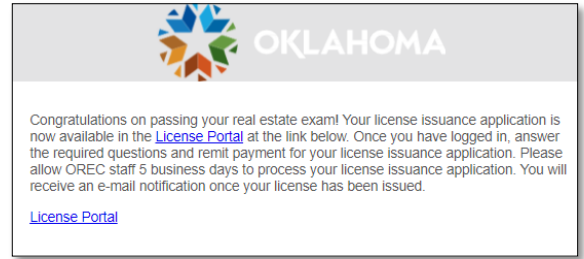 OKLAHOMA
Congratulations on passing your real estate exam! Your license issuance application is
now available in the License Portal at the link below. Once you have logged in, answer
the required questions and remit payment for your license issuance application. Please
allow OREC staff 5 business days to process your license issuance application. You will
receive an e-mail notification once your license has been issued.
License Portal